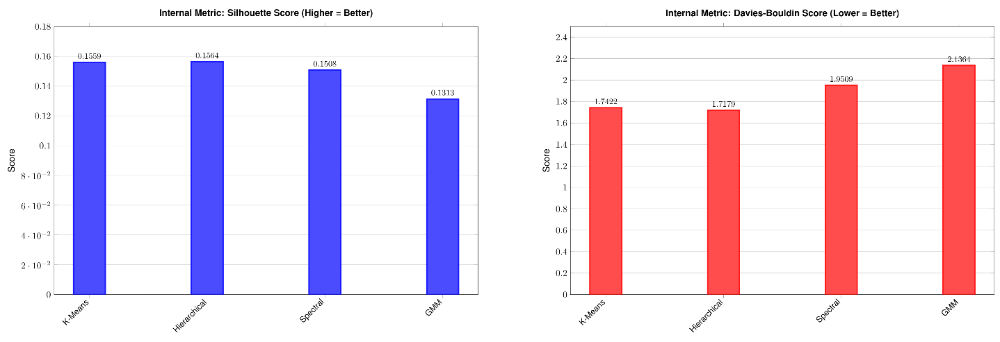 Internal Metric: Silhouette Score (Higher = Better)
0.18
0.16
0.14
0.12
0.1
8 · 10⁻²
6 · 10⁻²
4 · 10⁻²
2 · 10⁻²
0
Score
0.1559
0.1564
0.1508
0.1313
K-Means
Hierarchical
Spectral
GMM
Internal Metric: Davies-Bouldin Score (Lower = Better)
2.4
2.2
2
1.8
1.6
1.4
1.2
1
0.8
0.6
0.4
0.2
0
Score
1.7422
1.7179
1.9509
2.1364
K-Means
Hierarchical
Spectral
GMM